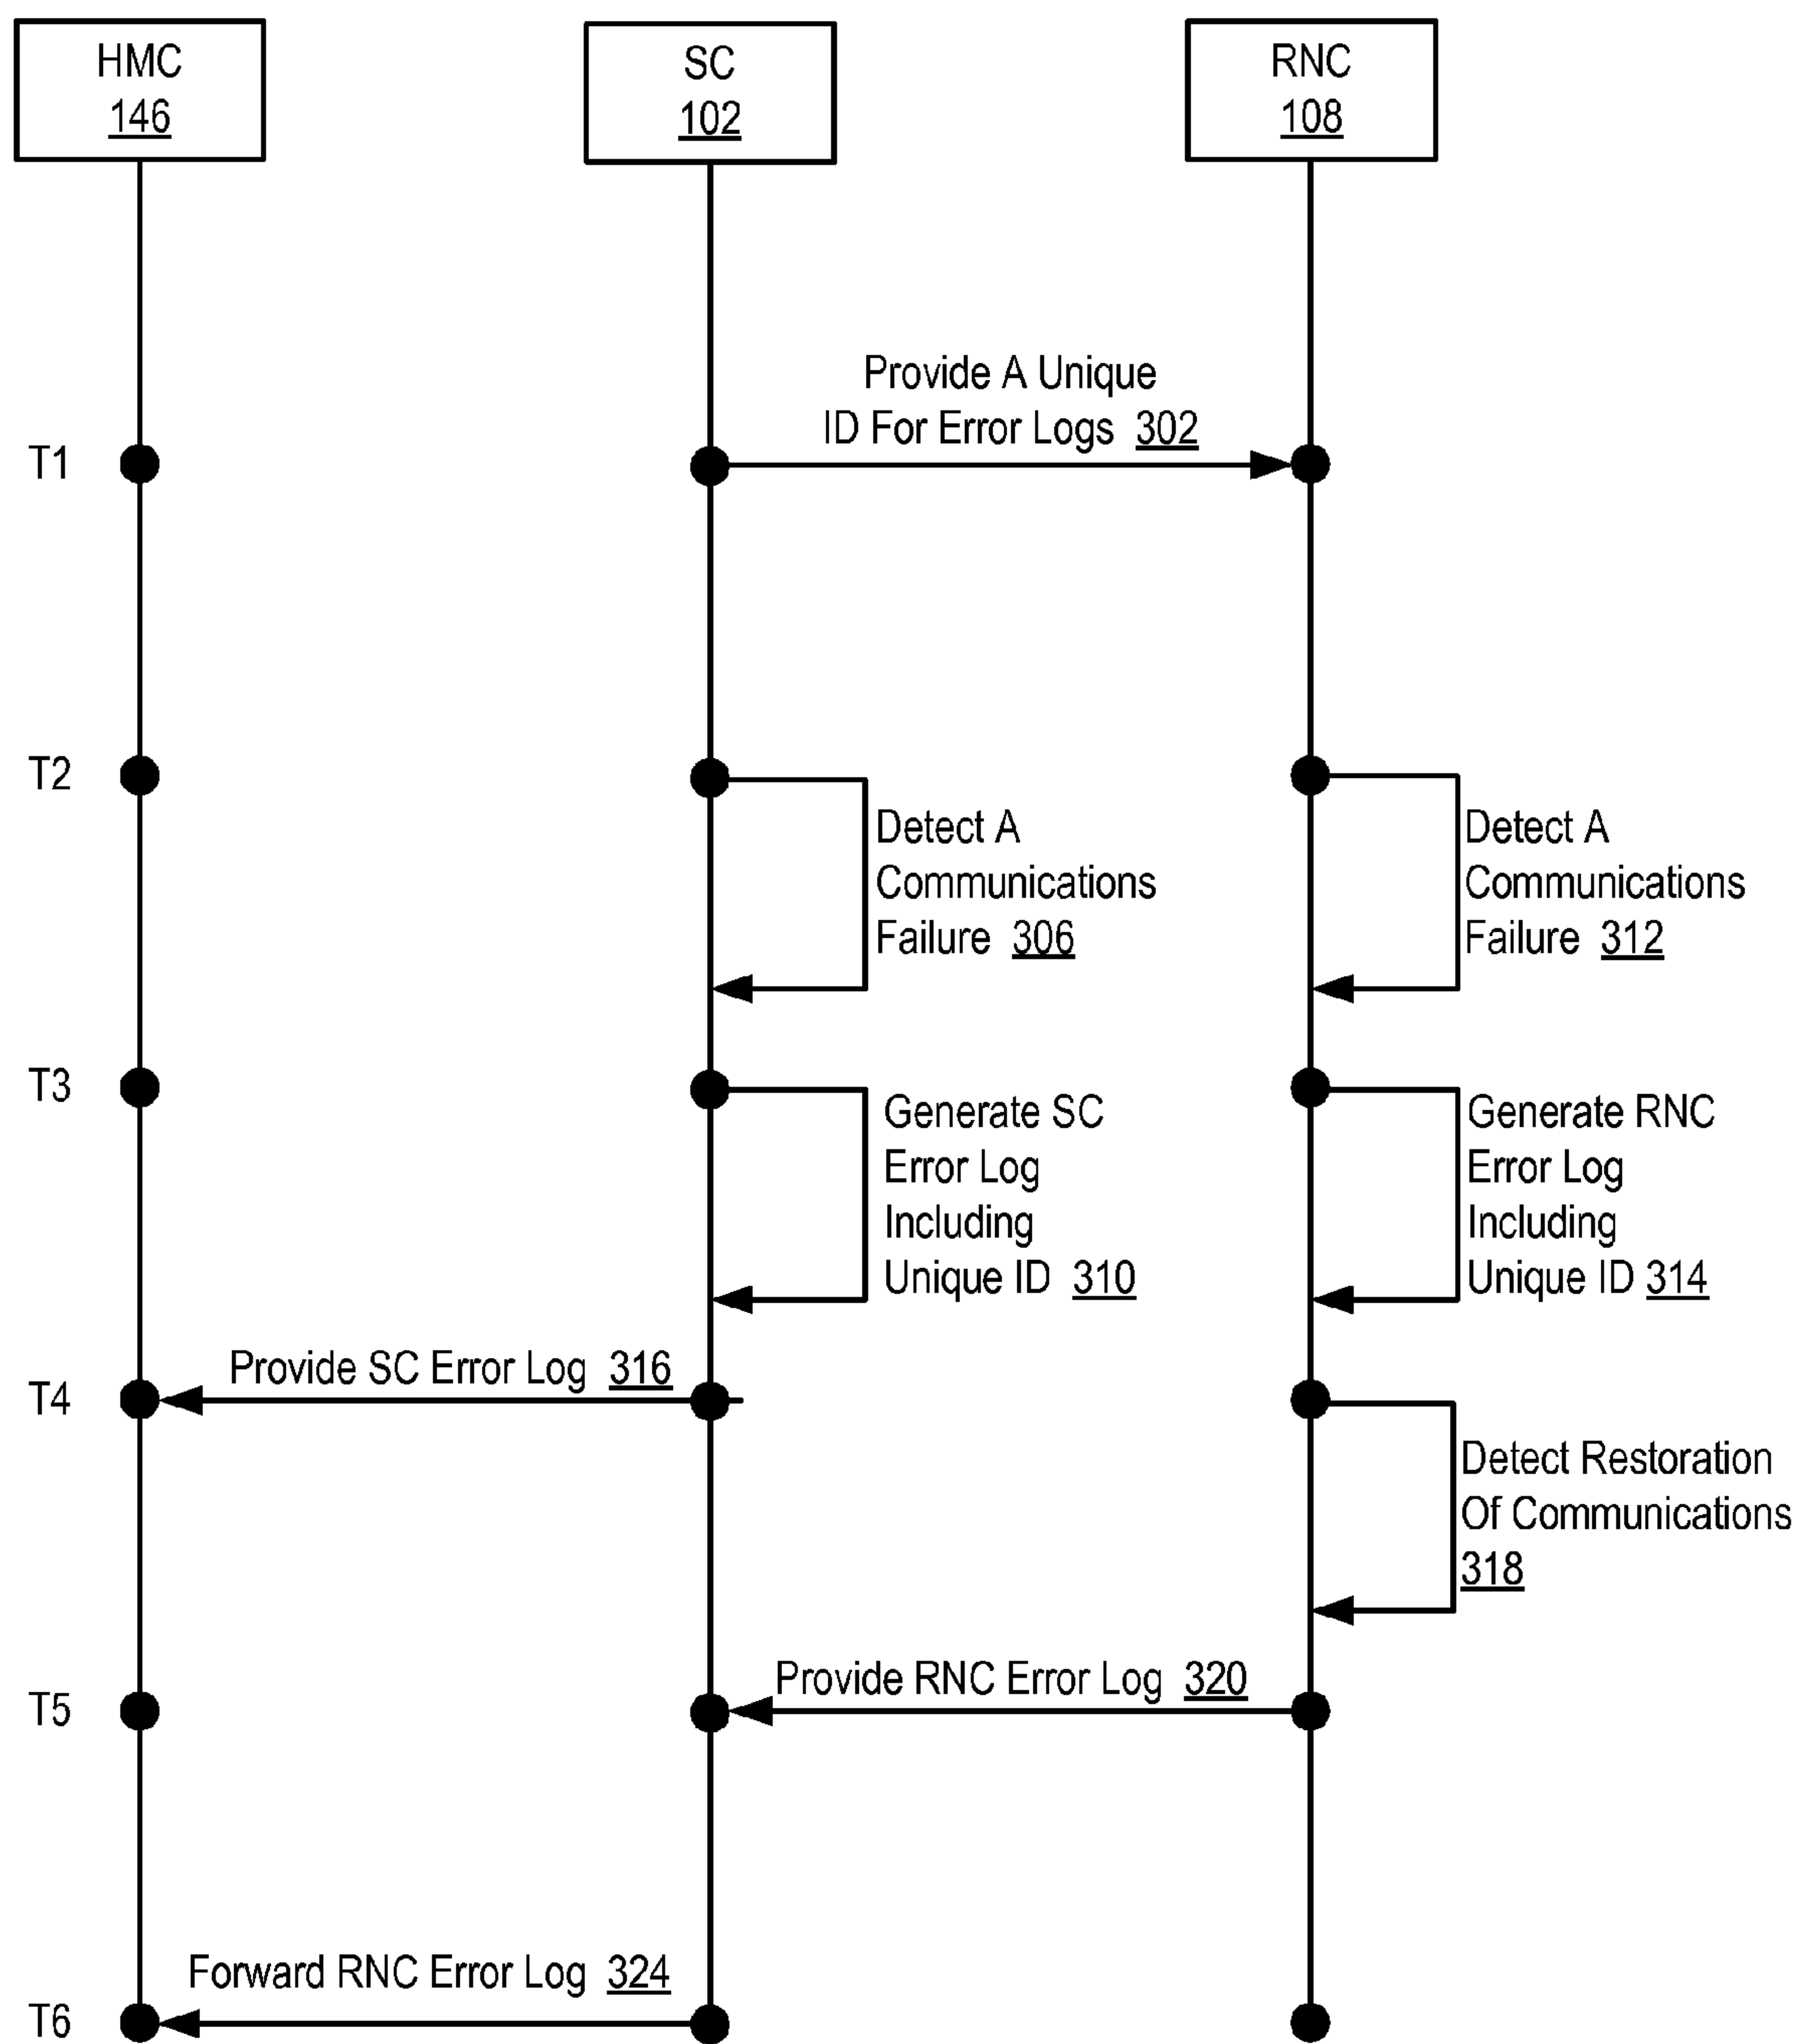 HMC
146
SC
102
RNC
108
Provide A Unique
ID For Error Logs 302
T1
T2
Detect A
Communications
Failure 306
Detect A
Communications
Failure 312
T3
Generate SC
Error Log
Including
Unique ID 310
Generate RNC
Error Log
Including
Unique ID 314
Provide SC Error Log 316
T4
Detect Restoration
Of Communications
318
Provide RNC Error Log 320
T5
Forward RNC Error Log 324
T6